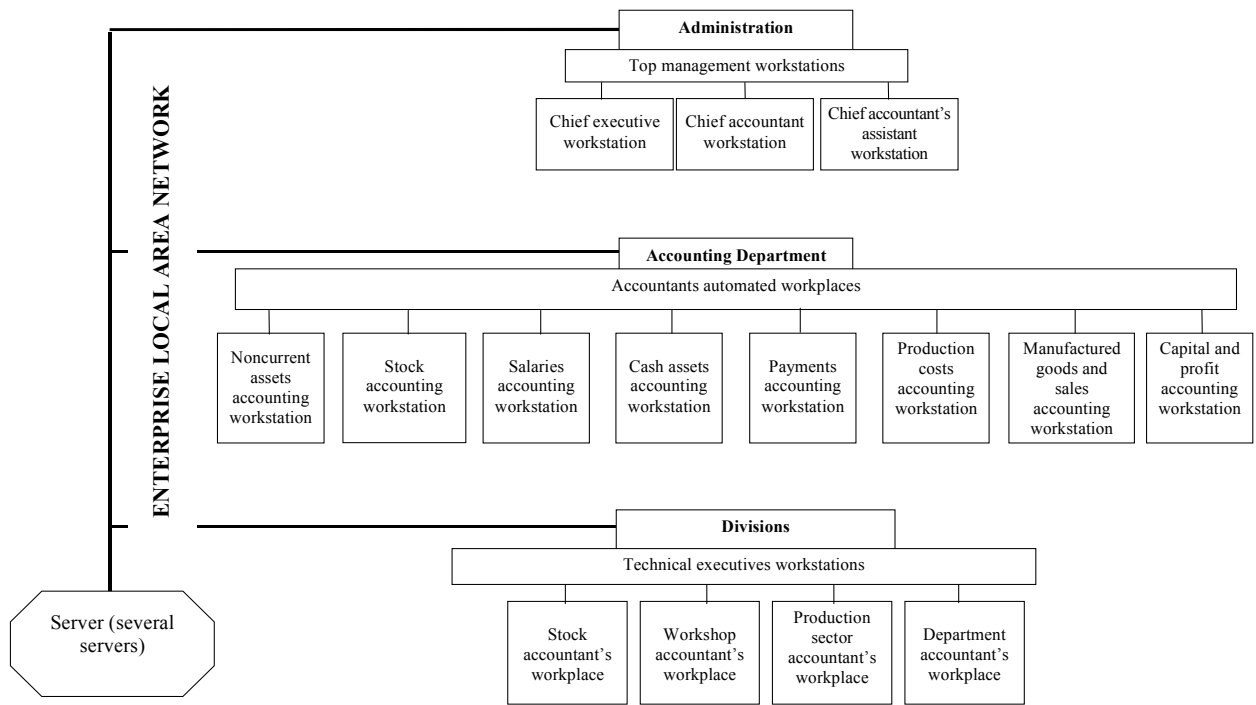 Administration
Top management workstations
Chief executive
workstation
Chief accountant
workstation
Chief accountant’s
assistant
workstation
ENTERPRISE LOCAL AREA NETWORK
Accounting Department
Accountants automated workplaces
Noncurrent
assets
accounting
workstation
Stock
accounting
workstation
Salaries
accounting
workstation
Cash assets
accounting
workstation
Payments
accounting
workstation
Production
costs
accounting
workstation
Manufactured
goods and
sales
accounting
workstation
Capital and
profit
accounting
workstation
Divisions
Technical executives workstations
Stock
accountant’s
workplace
Workshop
accountant’s
workplace
Production
sector
accountant’s
workplace
Department
accountant’s
workplace
Server (several
servers)